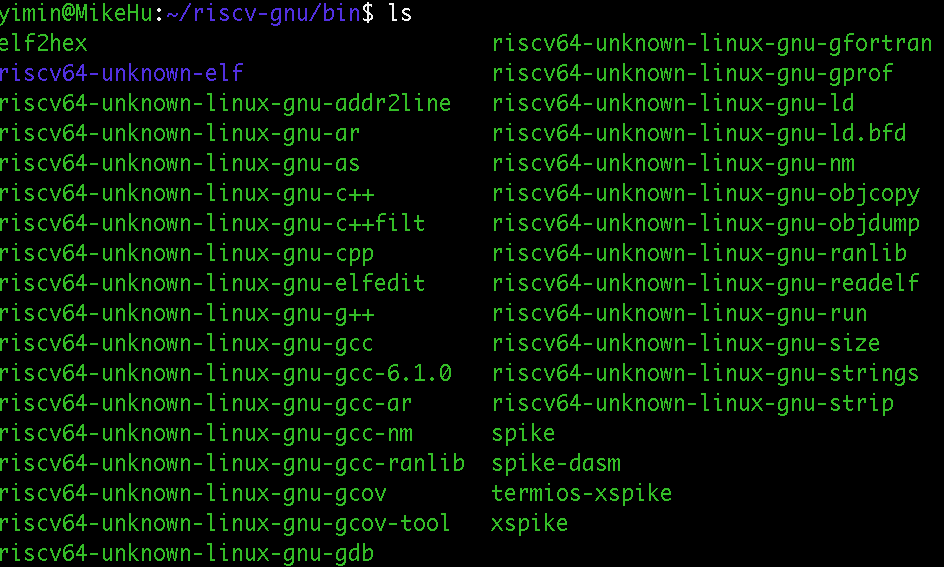 yimin@MikeHu:~/riscv-gnu/bin$ ls
elf2hex riscv64-unknown-linux-gnu-gfortran
riscv64-unknown-elf riscv64-unknown-linux-gnu-gprof
riscv64-unknown-linux-gnu-addr2line riscv64-unknown-linux-gnu-ld
riscv64-unknown-linux-gnu-ar riscv64-unknown-linux-gnu-ld.bfd
riscv64-unknown-linux-gnu-as riscv64-unknown-linux-gnu-nm
riscv64-unknown-linux-gnu-c++ riscv64-unknown-linux-gnu-objcopy
riscv64-unknown-linux-gnu-c++filt riscv64-unknown-linux-gnu-objdump
riscv64-unknown-linux-gnu-cpp riscv64-unknown-linux-gnu-ranlib
riscv64-unknown-linux-gnu-elfedit riscv64-unknown-linux-gnu-readelf
riscv64-unknown-linux-gnu-g++ riscv64-unknown-linux-gnu-run
riscv64-unknown-linux-gnu-gcc riscv64-unknown-linux-gnu-size
riscv64-unknown-linux-gnu-gcc-6.1.0 riscv64-unknown-linux-gnu-strings
riscv64-unknown-linux-gnu-gcc-ar riscv64-unknown-linux-gnu-strip
riscv64-unknown-linux-gnu-gcc-nm spike
riscv64-unknown-linux-gnu-gcc-ranlib spike-dasm
riscv64-unknown-linux-gnu-gcov termios-xspike
riscv64-unknown-linux-gnu-gcov-tool xspike
riscv64-unknown-linux-gnu-gdb